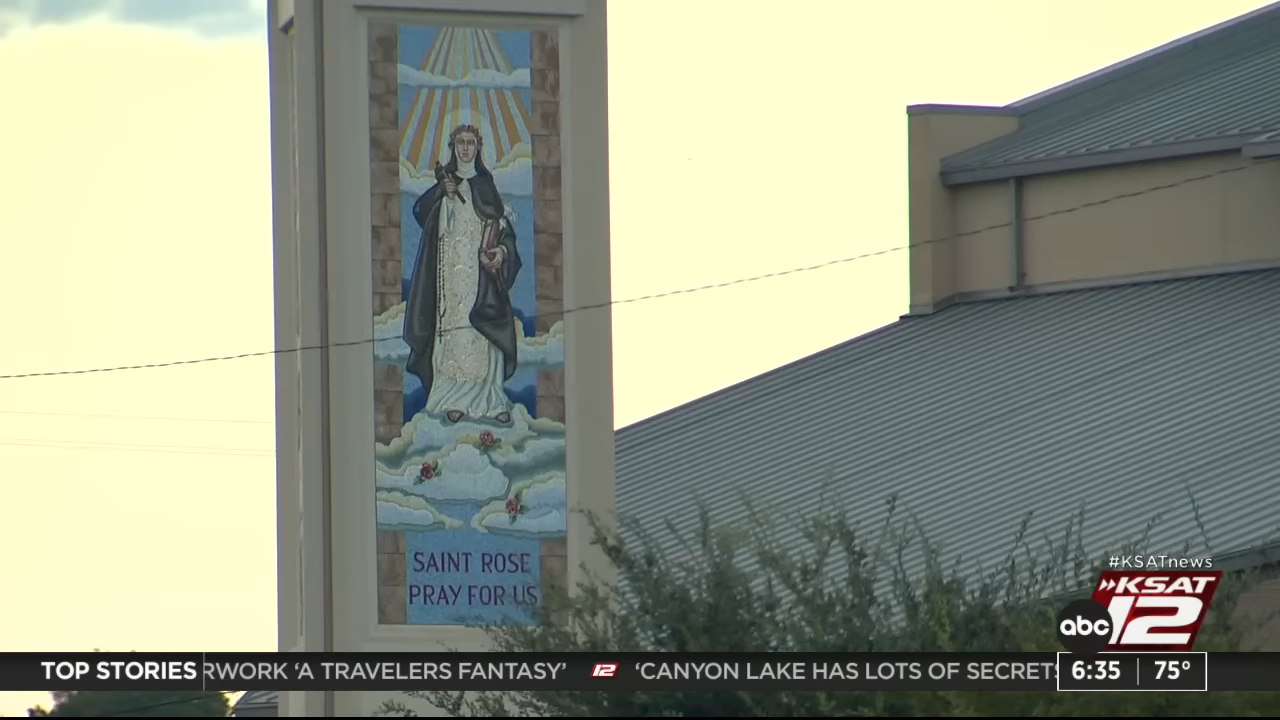 SAINT ROSE
PRAY FOR US
#KSATnews
KSAT
abc 12
TOP STORIES RWORK ‘A TRAVELERS FANTASY’ 12 ‘CANYON LAKE HAS LOTS OF SECRETS 6:35 75°